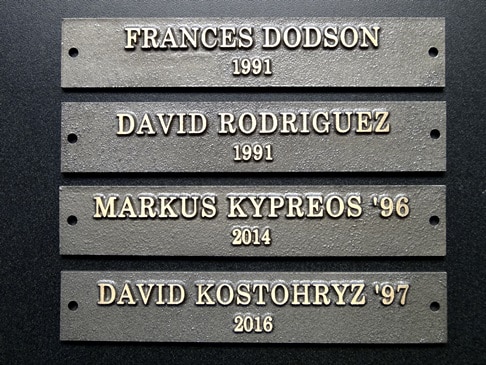 FRANCES DODSON
1991
DAVID RODRIGUEZ
1991
MARKUS KYPREOS '96
2014
DAVID KOSTOHRYZ '97
2016